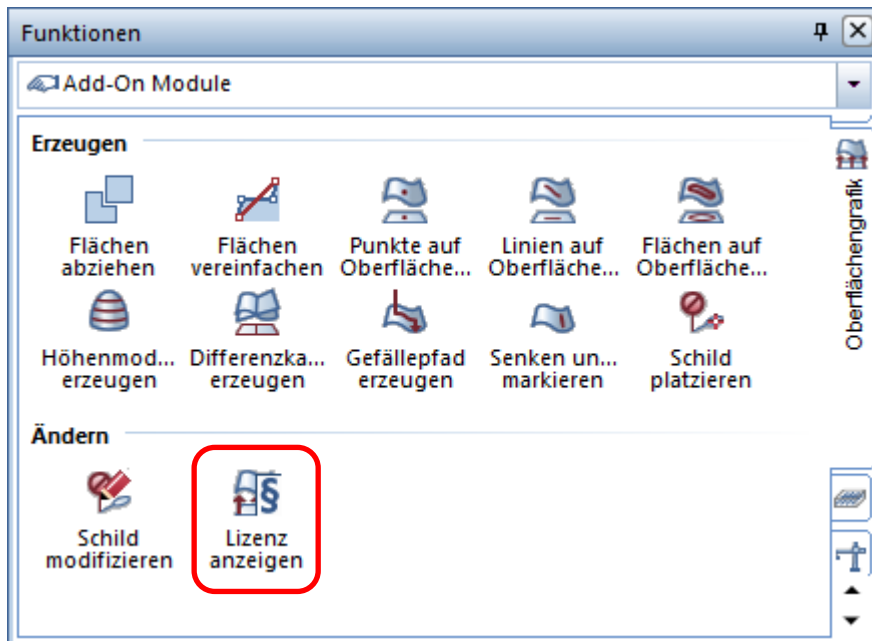 Funktionen
Add-On Module
Erzeugen
Flächen
abziehen
Flächen
vereinfachen
Punkte auf
Oberfläche...
Linien auf
Oberfläche...
Flächen auf
Oberfläche...
Höhenmod...
erzeugen
Differenzka...
erzeugen
Gefällepfad
erzeugen
Senken un...
markieren
Schild
platzieren
Ändern
Schild
modifizieren
§
Lizenz
anzeigen
Oberflächengrafik